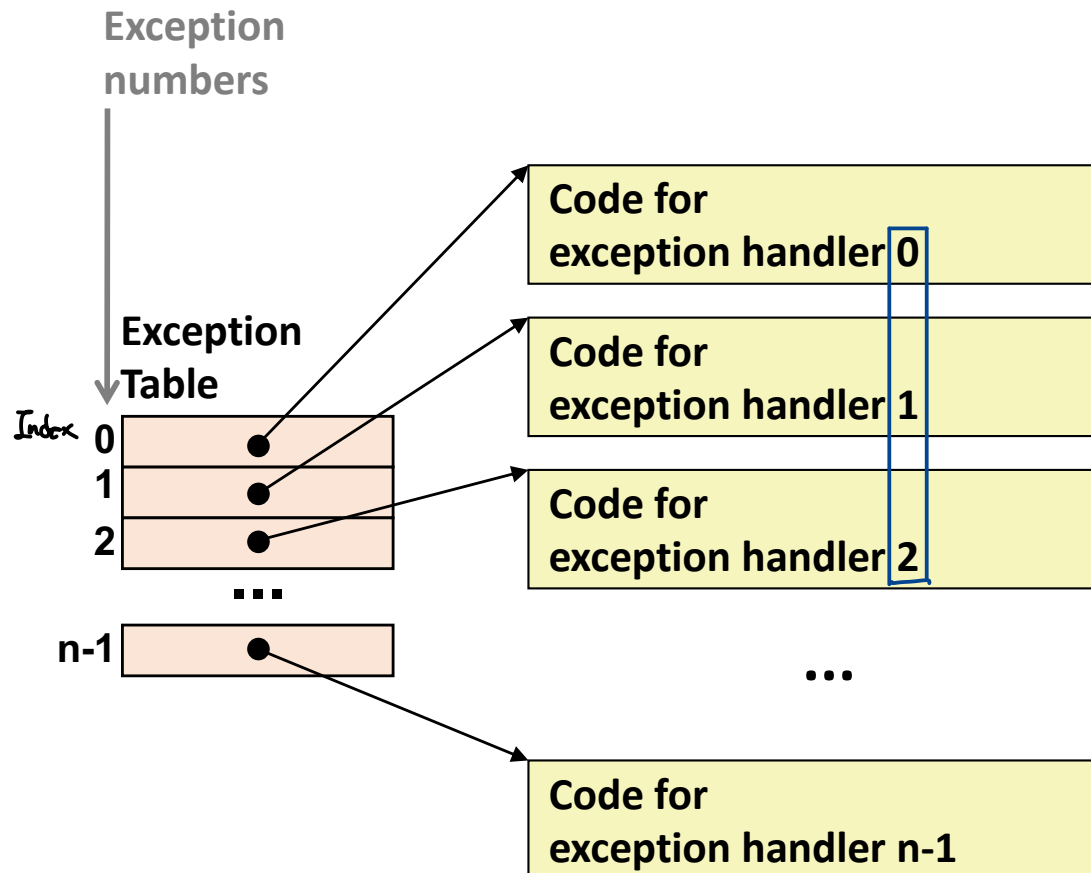 Exception
numbers
Code for
exception handler 0
Exception
Table
Code for
exception handler 1
Index 0
1
2
...
n-1
Code for
exception handler 2
...
Code for
exception handler n-1